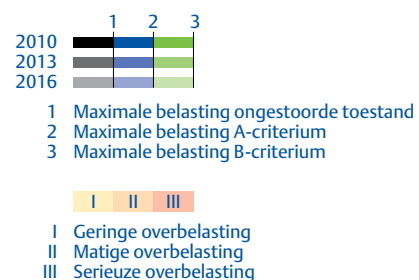 1 2 3
2010
2013
2016
1 Maximale belasting ongestoorde toestand
2 Maximale belasting A-criterium
3 Maximale belasting B-criterium
I II III
I Geringe overbelasting
II Matige overbelasting
III Serieuze overbelasting